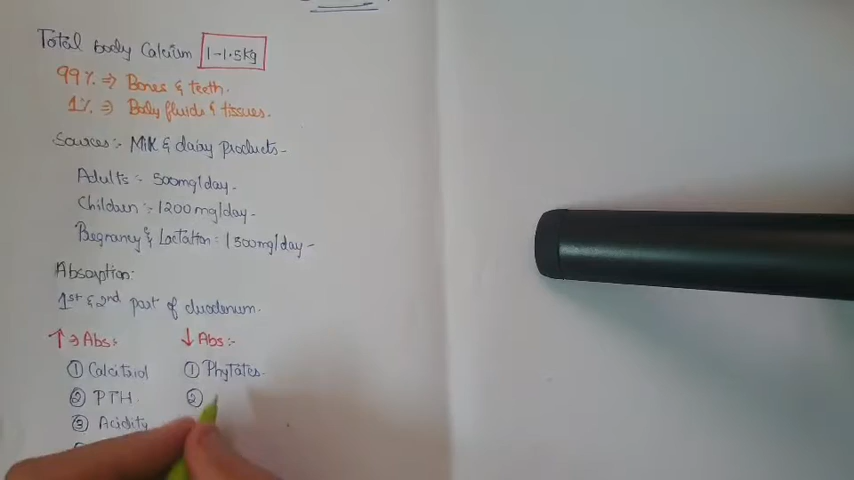 Total body Calcium 1-1.5kg
99% ⇒ Bones & teeth.
1% ⇒ Body fluids & tissues.
Sources:- Milk & dairy products-
Adults:- 500mg/day-
Children:- 1200mg/day-
Pregnancy & Lactation: 1500mg/day-
Absorption:
1st & 2nd part of duodenum.
↑⇒ Abs: ↓ Abs:-
① Calcitriol ① Phytates.
② PTH. ②
③ Acidity